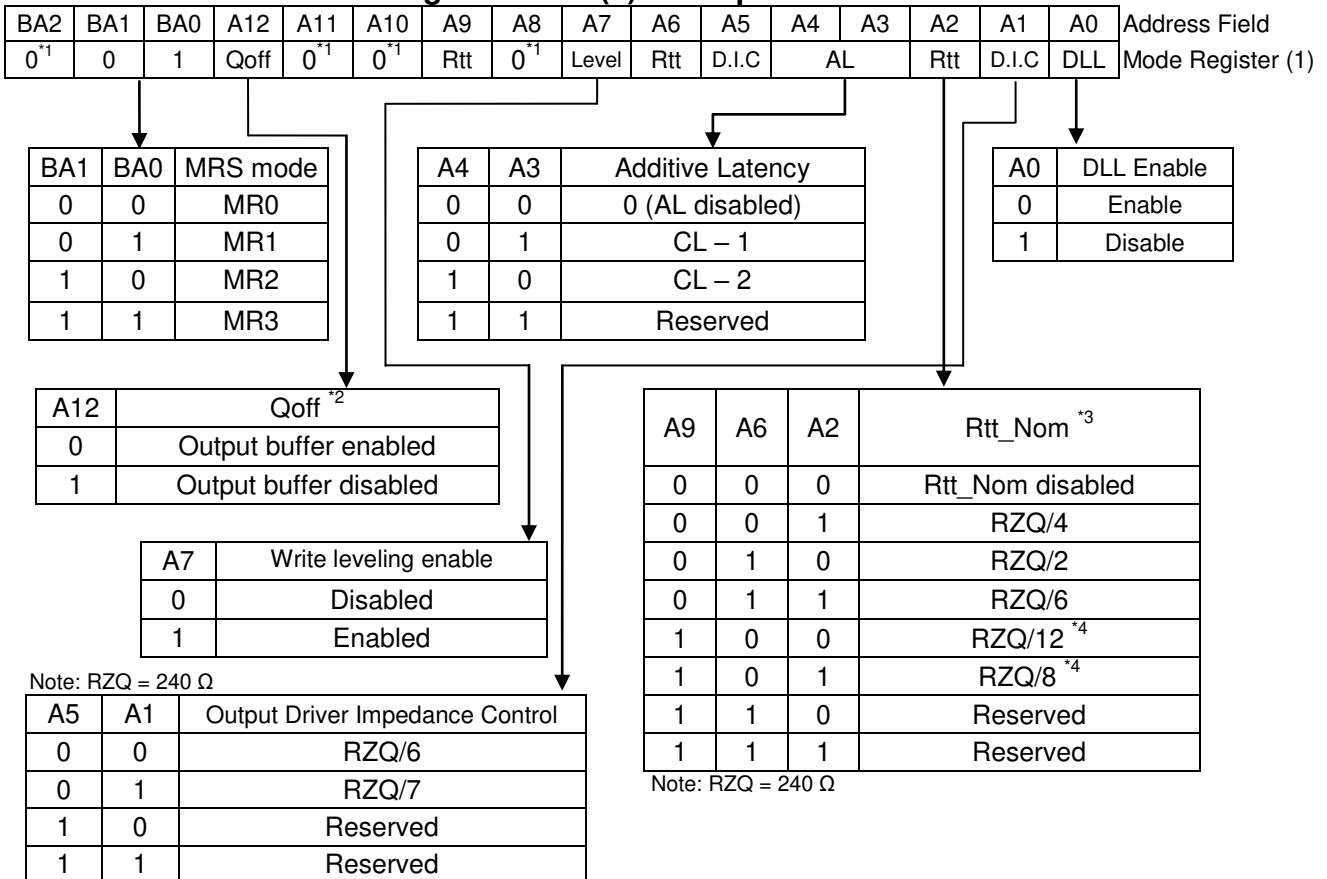 BA2 BA1 BA0 A12 A11 A10 A9 A8 A7 A6 A5 A4 A3 A2 A1 A0 Address Field
0*1 0 1 Qoff 0*1 0*1 Rtt 0*1 Level Rtt D.I.C AL Rtt D.I.C DLL Mode Register (1)
BA1 BA0 MRS mode
0 0 MR0
0 1 MR1
1 0 MR2
1 1 MR3
A4 A3 Additive Latency
0 0 0 (AL disabled)
0 1 CL – 1
1 0 CL – 2
1 1 Reserved
A0 DLL Enable
0 Enable
1 Disable
A12 Qoff *2
0 Output buffer enabled
1 Output buffer disabled
A7 Write leveling enable
0 Disabled
1 Enabled
Note: RZQ = 240 Ω
A5 A1 Output Driver Impedance Control
0 0 RZQ/6
0 1 RZQ/7
1 0 Reserved
1 1 Reserved
A9 A6 A2 Rtt_Nom *3
0 0 0 Rtt_Nom disabled
0 0 1 RZQ/4
0 1 0 RZQ/2
0 1 1 RZQ/6
1 0 0 RZQ/12 *4
1 0 1 RZQ/8 *4
1 1 0 Reserved
1 1 1 Reserved
Note: RZQ = 240 Ω